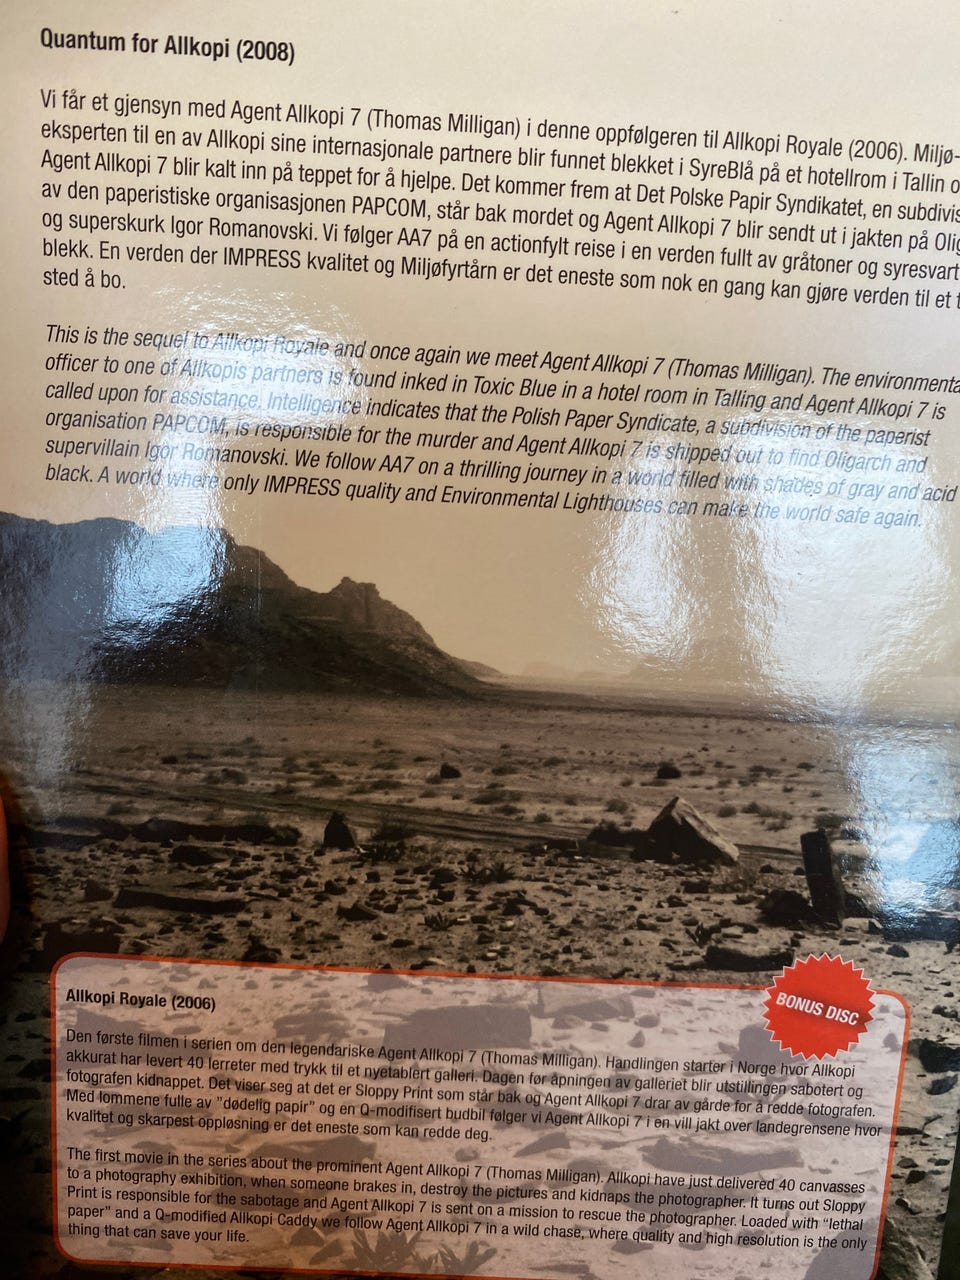 Quantum for Allkopi (2008)
Vi får et gjensyn med Agent Allkopi 7 (Thomas Milligan) i denne oppfølgeren til Allkopi Royale (2006). Miljø-
eksperten til en av Allkopi sine internasjonale partnere blir funnet blekket i SyreBlå på et hotellrom i Tallin
Agent Allkopi 7 blir kalt inn på teppet for å hjelpe. Det kommer frem at Det Polske Papir Syndikatet, en
av den paperistiske organisasjonen PAPCOM, står bak mordet og Agent Allkopi 7 blir sendt ut i jakten på
og superskurk Igor Romanovski. Vi følger AA7 på en actionfylt reise i en verden fullt av gråtoner og syresvart
blekk. En verden der IMPRESS kvalitet og Miljøfyrtårn er det eneste som nok en gang kan gjøre verden til et
sted å bo.
This is the sequel to Allkopi Royale and once again we meet Agent Allkopi 7 (Thomas Milligan). The
officer to one of Allkopis partners is found inked in Toxic Blue in a hotel room in Talling and Agent Allkopi 7 is
called upon for assistance. Intelligence indicates that the Polish Paper Syndicate, a subdivision of the paperist
organisation PAPCOM, is responsible for the murder and Agent Allkopi 7 is shipped out to find Oligarch and
supervillain Igor Romanovski. We follow AA7 on a thrilling journey in a world filled with shades of gray and acid
black. A world where only IMPRESS quality and Environmental Lighthouses can make the world safe again.
BONUS DISC
Allkopi Royale (2006)
Den første filmen i serien om den legendariske Agent Allkopi 7 (Thomas Milligan). Handlingen starter i Norge hvor Allkopi
akkurat har levert 40 lerreter med trykk til et nyetablert galleri. Dagen før åpningen av galleriet blir utstillingen sabotert og
fotografen kidnappet. Det viser seg at det er Sloppy Print som står bak og Agent Allkopi 7 drar av gårde for å redde fotografen.
Med lommene fulle av "dødelig papir" og en Q-modifisert budbil følger vi Agent Allkopi 7 i en vill jakt over landegrensene hvor
kvalitet og skarpest oppløsning er det eneste som kan redde deg.
The first movie in the series about the prominent Agent Allkopi 7 (Thomas Milligan). Allkopi have just delivered 40 canvasses
to a photography exhibition, when someone brakes in, destroy the pictures and kidnaps the photographer. It turns out Sloppy
Print is responsible for the sabotage and Agent Allkopi 7 is sent on a mission to rescue the photographer. Loaded with "lethal
paper" and a Q-modified Allkopi Caddy we follow Agent Allkopi 7 in a wild chase, where quality and high resolution is the only
thing that can save your life.